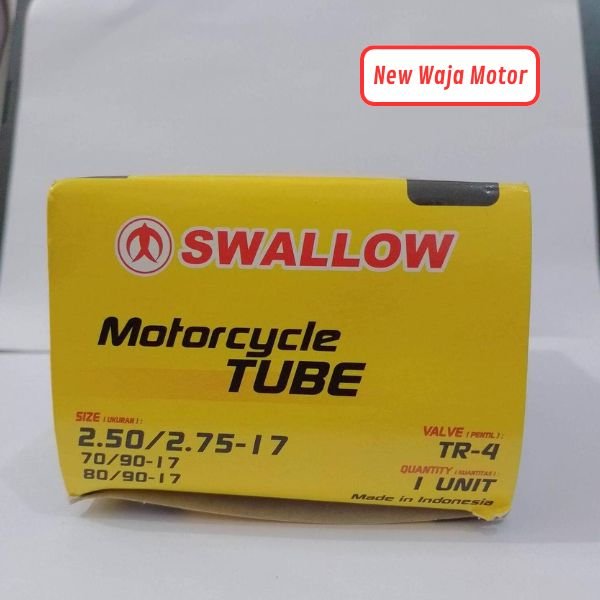 New Waja Motor
SWALLOW
Motorcycle
TUBE
SIZE (UKURAN):
2.50/2.75-17
70/90-17
80/90-17
VALVE (PENTIL):
TR-4
QUANTITY (KUANTITAS):
1 UNIT
Made in Indonesia